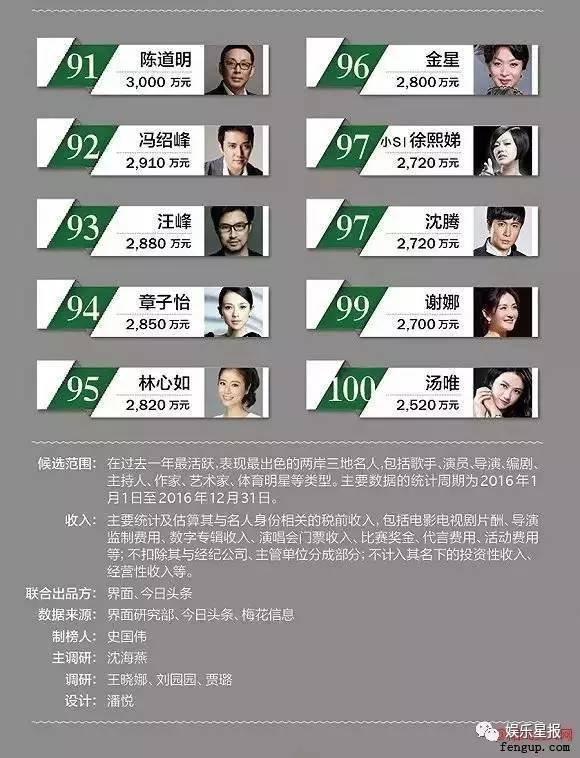 91
陈道明
3,000 万元
96
金星
2,800 万元
92
冯绍峰
2,910 万元
97
小S | 徐熙娣
2,720 万元
93
汪峰
2,880 万元
97
沈腾
2,720 万元
94
章子怡
2,850 万元
99
谢娜
2,700 万元
95
林心如
2,820 万元
100
汤唯
2,520 万元
候选范围: 在过去一年最活跃,表现最出色的两岸三地名人,包括歌手、演员、导演、编剧、
主持人、作家、艺术家、体育明星等类型。主要数据的统计周期为2016年1
月1日至2016年12月31日。
收入: 主要统计及估算其与名人身份相关的税前收入,包括电影电视剧片酬、导演
监制费用、数字专辑收入、演唱会门票收入、比赛奖金、代言费用、活动费用
等; 不扣除其与经纪公司、主管单位分成部分; 不计入其名下的投资性收入、
经营性收入等。
联合出品方: 界面、今日头条
数据来源: 界面研究部、今日头条、梅花信息
制榜人: 史国伟
主调研: 沈海燕
调研: 王晓娜、刘园园、贾璐
设计: 潘悦
娱乐星报
网
fengup.com